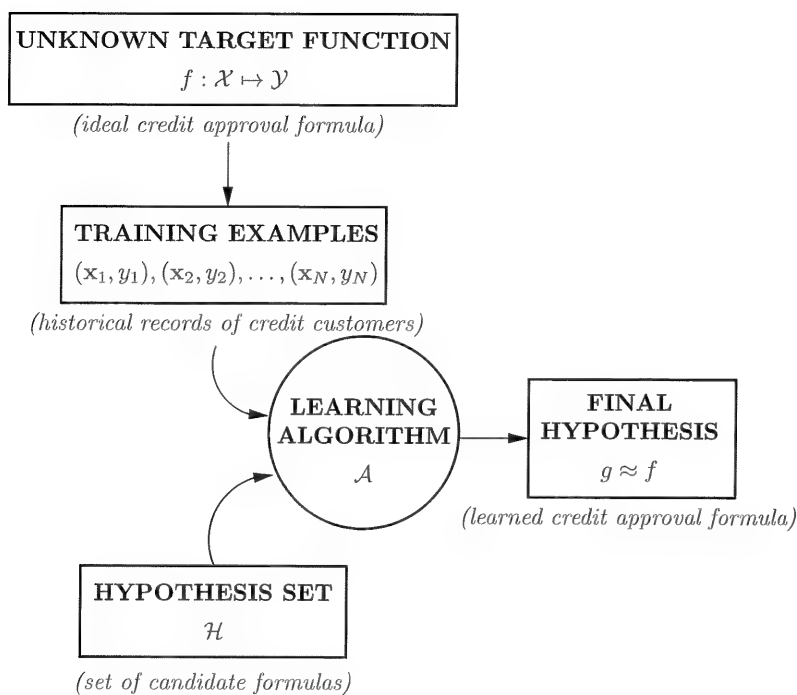 UNKNOWN TARGET FUNCTION
f : 𝒳 ↦ 𝒴
(ideal credit approval formula)
TRAINING EXAMPLES
(x₁, y₁), (x₂, y₂), . . . , (x_N, y_N)
(historical records of credit customers)
LEARNING
ALGORITHM
𝒜
FINAL
HYPOTHESIS
g ≈ f
(learned credit approval formula)
HYPOTHESIS SET
ℋ
(set of candidate formulas)